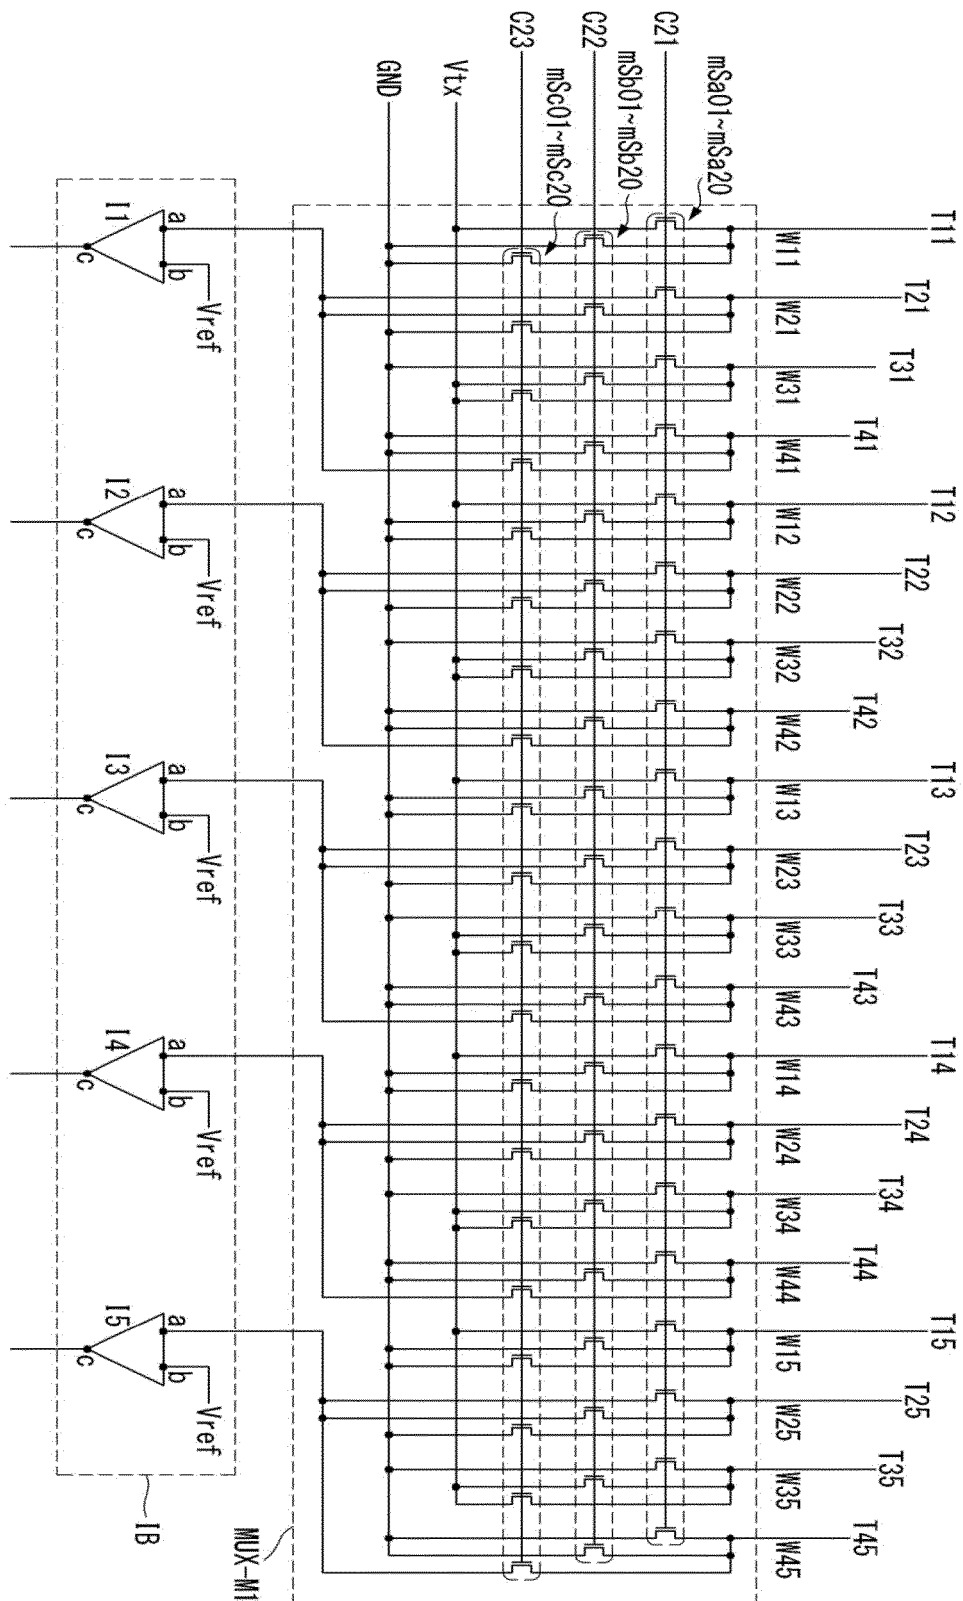 T11
T21
T31
T41
T12
T22
T32
T42
T13
T23
T33
T43
T14
T24
T34
T44
T15
T25
T35
T45
W11
W21
W31
W41
W12
W22
W32
W42
W13
W23
W33
W43
W14
W24
W34
W44
W15
W25
W35
W45
mSa01~mSa20
C21
mSb01~mSb20
C22
mSc01~mSc20
C23
Vtx
GND
MUX-M1
a
I1
b
c
Vref
a
I2
b
c
Vref
a
I3
b
c
Vref
a
I4
b
c
Vref
a
I5
b
c
Vref
IB